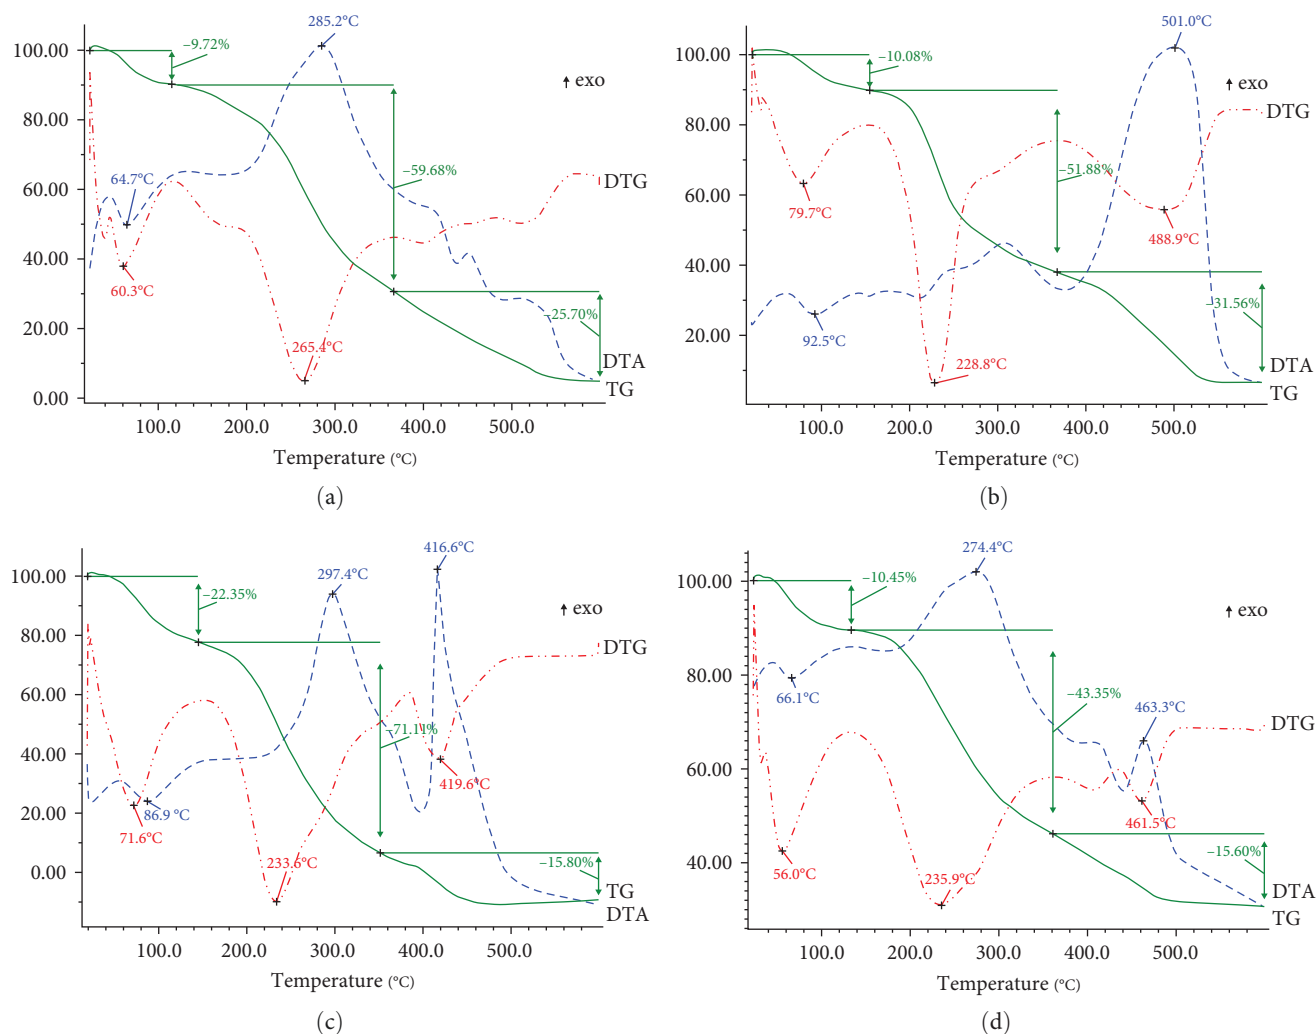 285.2°C
100.00
–9.72%
↑ exo
80.00
64.7°C
–59.68%
60.00
DTG
40.00
60.3°C
–25.70%
20.00
265.4°C
DTA
TG
0.00
100.0 200.0 300.0 400.0 500.0
Temperature (°C)
(a)
501.0°C
100.00
–10.08%
↑ exo
80.00
DTG
–51.88%
60.00
79.7°C
488.9°C
40.00
–31.56%
92.5°C
20.00
228.8°C
DTA
TG
100.0 200.0 300.0 400.0 500.0
Temperature (°C)
(b)
416.6°C
297.4°C
100.00
–22.35%
↑ exo
80.00
DTG
60.00
–71.11%
40.00
419.6°C
20.00
86.9°C
71.6°C
233.6°C
–15.80%
0.00
TG
DTA
100.0 200.0 300.0 400.0 500.0
Temperature (°C)
(c)
274.4°C
100.00
–10.45%
↑ exo
80.00
66.1°C
–43.35%
463.3°C
DTG
60.00
461.5°C
56.0°C
235.9°C
–15.60%
40.00
DTA
TG
100.0 200.0 300.0 400.0 500.0
Temperature (°C)
(d)